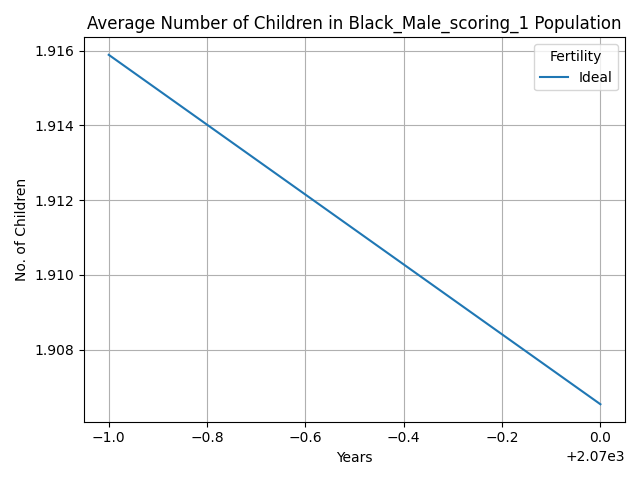 Average Number of Children in Black_Male_scoring_1 Population
Fertility
Ideal
1.916
1.914
1.912
1.910
1.908
No. of Children
−1.0
−0.8
−0.6
−0.4
−0.2
0.0
Years
+2.07e3